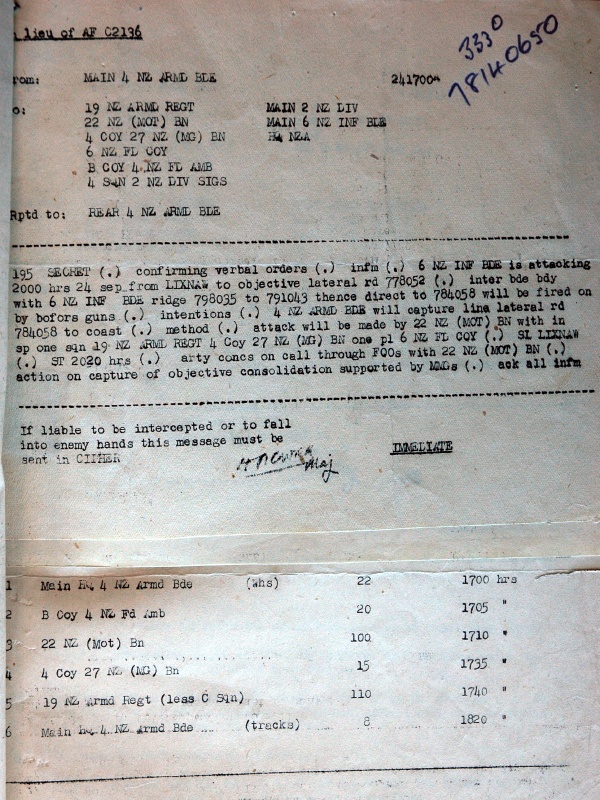 lieu of AF C2136
3330
78140650
rom: MAIN 4 NZ ARMD BDE 241700A
o: 19 NZ ARMD REGT MAIN 2 NZ DIV
22 NZ (MOT) BN MAIN 6 NZ INF BDE
4 COY 27 NZ (MG) BN HQ NZA
6 NZ FL COY
B COY 4 NZ FD AMB
4 SQN 2 NZ DIV SIGS
Rptd to: REAR 4 NZ ARMD BDE
195 SECRET (.) confirming verbal orders (.) infm (.) 6 NZ INF BDE is attacking
2000 hrs 24 sep from LIXNAW to objective lateral rd 778052 (.) inter bde bdy
with 6 NZ INF BDE ridge 798035 to 791043 thence direct to 784058 will be fired on
by bofors guns (.) intentions (.) 4 NZ ARMD BDE will capture line lateral rd
784058 to coast (.) method (.) attack will be made by 22 NZ (MOT) BN with in
sp one sqn 19 NZ ARMD REGT 4 Coy 27 NZ (MG) BN one pl 6 NZ FL COY (.) SL LIXNAW
(.) ST 2020 hrs (.) arty concs on call through FOOs with 22 NZ (MOT) BN (.)
action on capture of objective consolidation supported by MMGs (.) ack all infm
If liable to be intercepted or to fall
into enemy hands this message must be
sent in CIIHER
Maj
IMMEDIATE
1 Main HQ 4 NZ Armd Bde (Whs) 22 1700 hrs
2 B Coy 4 NZ Fd Amb 20 1705 "
3 22 NZ (Mot) Bn 100 1710 "
4 4 Coy 27 NZ (MG) Bn 15 1735 "
5 19 NZ Armd Regt (less C Sqn) 110 1740 "
6 Main HQ 4 NZ Armd Bde (tracks) 8 1820 "